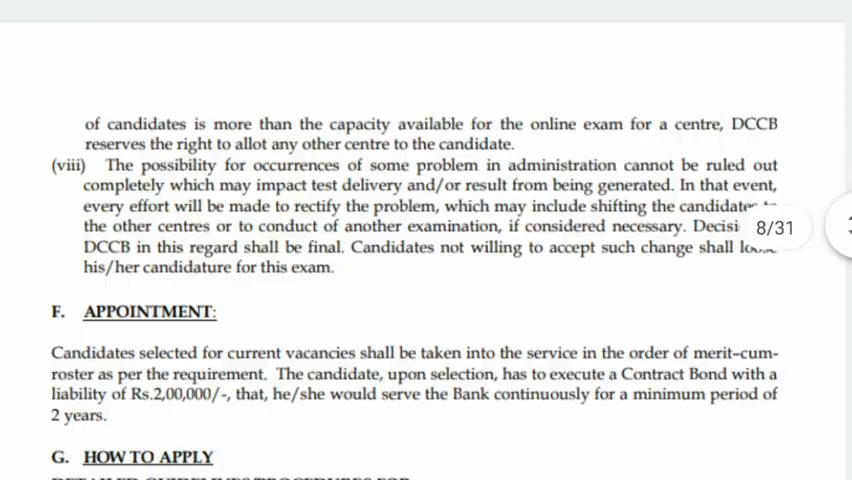 of candidates is more than the capacity available for the online exam for a centre, DCCB
reserves the right to allot any other centre to the candidate.
(viii) The possibility for occurrences of some problem in administration cannot be ruled out
completely which may impact test delivery and/or result from being generated. In that event,
every effort will be made to rectify the problem, which may include shifting the candidates to
the other centres or to conduct of another examination, if considered necessary. Decisi
8/31
DCCB in this regard shall be final. Candidates not willing to accept such change shall
his/her candidature for this exam.
F. APPOINTMENT:
Candidates selected for current vacancies shall be taken into the service in the order of merit–cum-
roster as per the requirement. The candidate, upon selection, has to execute a Contract Bond with a
liability of Rs.2,00,000/-, that, he/she would serve the Bank continuously for a minimum period of
2 years.
G. HOW TO APPLY